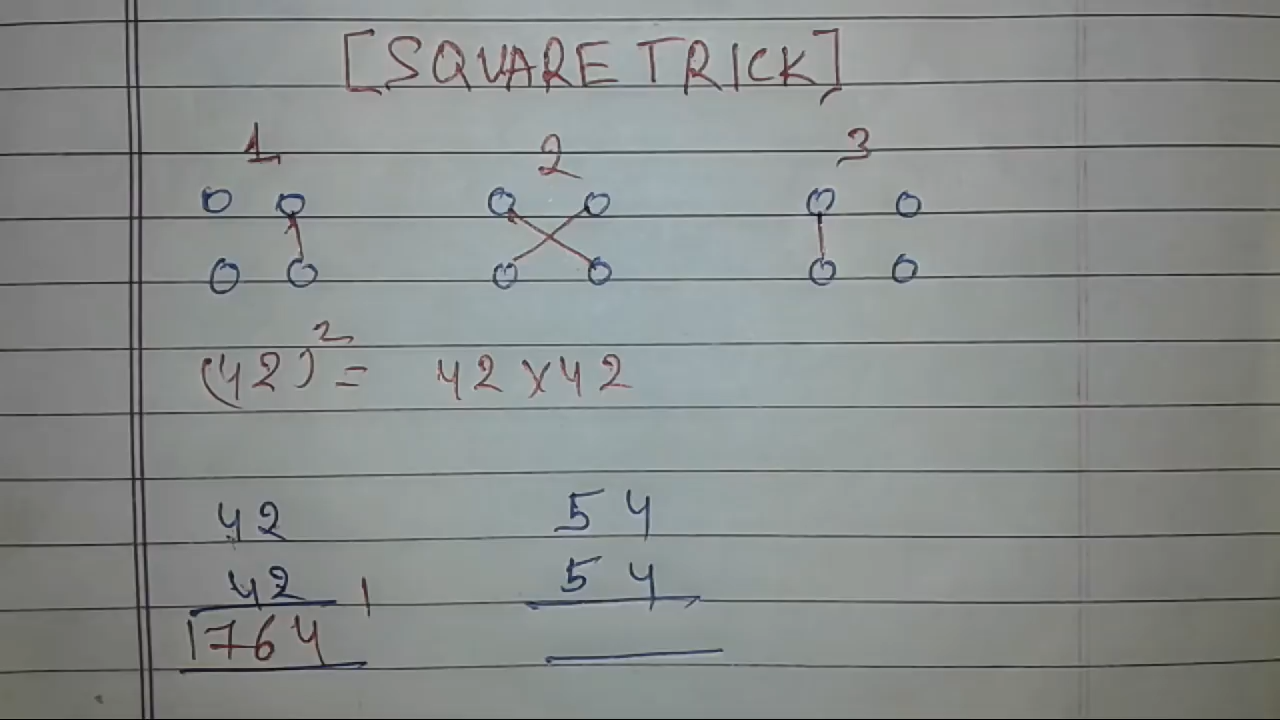 [SQUARE TRICK]
1 2 3
(42)² = 42 × 42
42 54
42 1 54
1764